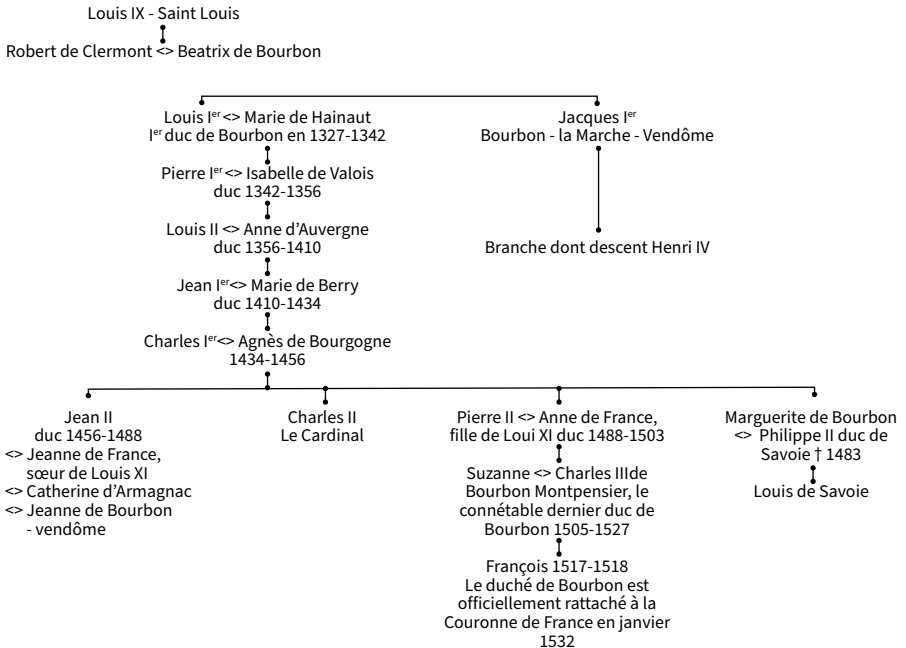 Louis IX - Saint Louis
Robert de Clermont <> Beatrix de Bourbon
Louis Ier <> Marie de Hainaut
Ier duc de Bourbon en 1327-1342
Jacques Ier
Bourbon - la Marche - Vendôme
Pierre Ier <> Isabelle de Valois
duc 1342-1356
Louis II <> Anne d’Auvergne
duc 1356-1410
Branche dont descent Henri IV
Jean Ier<> Marie de Berry
duc 1410-1434
Charles Ier<> Agnès de Bourgogne
1434-1456
Jean II
duc 1456-1488
<> Jeanne de France,
sœur de Louis XI
<> Catherine d’Armagnac
<> Jeanne de Bourbon
- vendôme
Charles II
Le Cardinal
Pierre II <> Anne de France,
fille de Loui XI duc 1488-1503
Suzanne <> Charles IIIde
Bourbon Montpensier, le
connétable dernier duc de
Bourbon 1505-1527
François 1517-1518
Le duché de Bourbon est
officiellement rattaché à la
Couronne de France en janvier
1532
Marguerite de Bourbon
<> Philippe II duc de
Savoie † 1483
Louis de Savoie